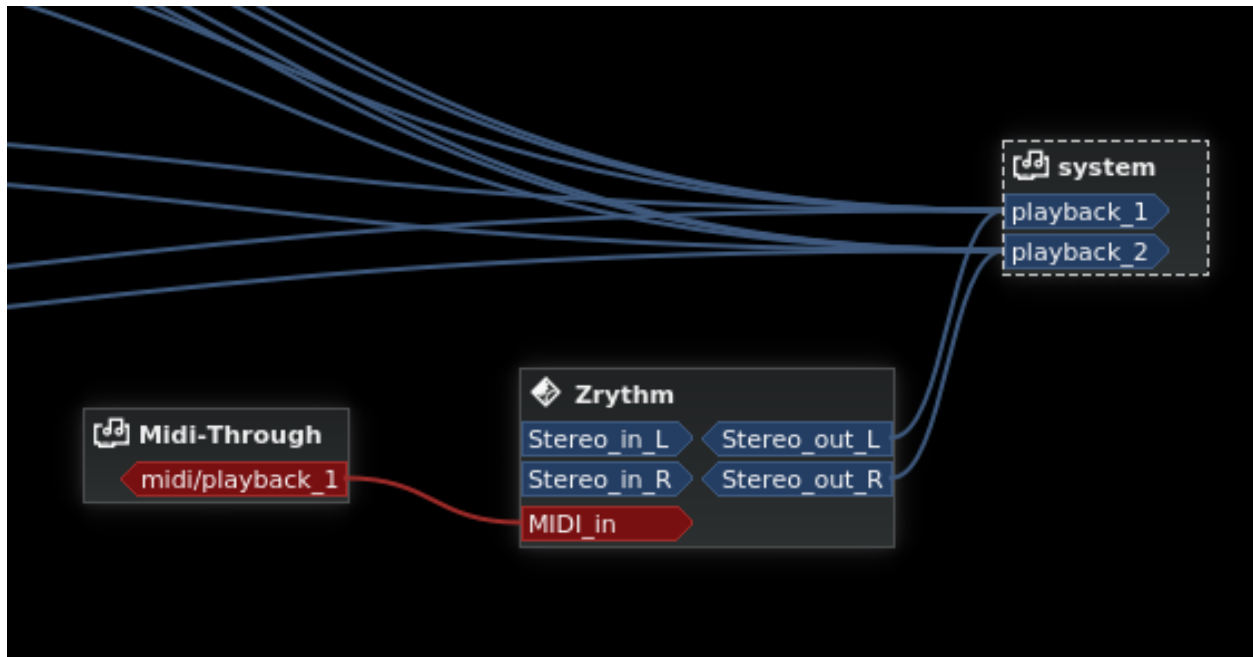 system
playback_1
playback_2
Zrythm
Stereo_in_L Stereo_out_L
Stereo_in_R Stereo_out_R
MIDI_in
Midi-Through
midi/playback_1